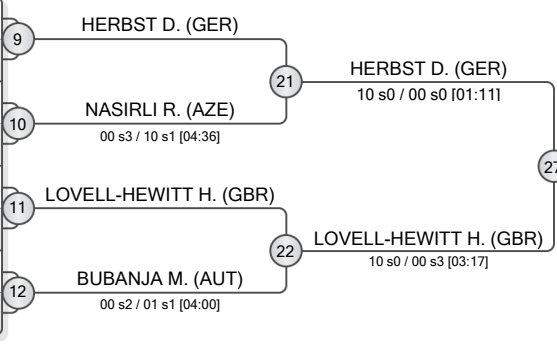 9
HERBST D. (GER)
21
HERBST D. (GER)
10 s0 / 00 s0 [01:11]
10
NASIRLI R. (AZE)
00 s3 / 10 s1 [04:36]
27
11
LOVELL-HEWITT H. (GBR)
22
LOVELL-HEWITT H. (GBR)
10 s0 / 00 s3 [03:17]
12
BUBANJA M. (AUT)
00 s2 / 01 s1 [04:00]